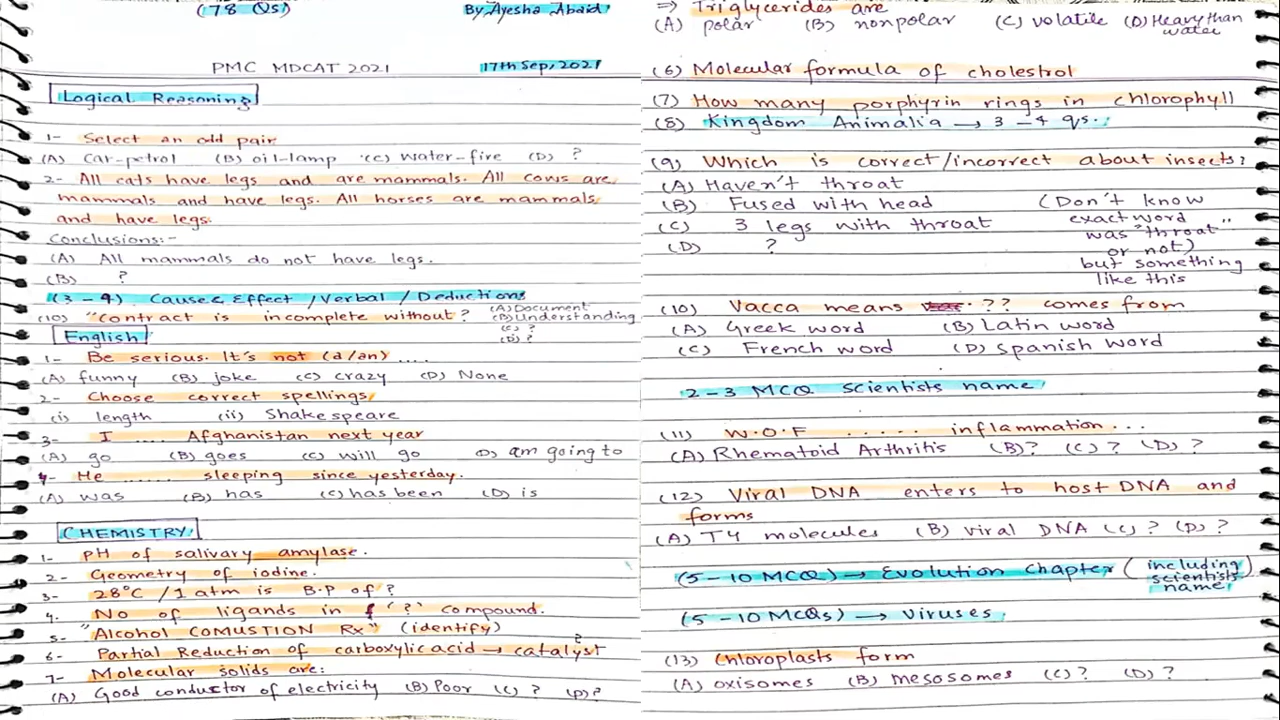 (78 Qs) By, Ayesha Abaid
PMC MDCAT 2021 17th Sep, 2021
Logical Reasoning
1- Select an odd pair
(A) Car-petrol (B) oil-lamp (C) water-fire (D) ?
2- All cats have legs and are mammals. All cows are
mammals and have legs. All horses are mammals
and have legs.
Conclusions:-
(A) All mammals do not have legs.
(B) ?
(3-4) Cause & Effect / Verbal / Deductions
(10) "Contract is incomplete without? (A) Document
(B) Understanding
(C) ?
(D) ?
English
1- Be serious. It's not (a/an) ....
(A) funny (B) joke (C) crazy (D) None
2- Choose correct spellings
(i) length (ii) Shakespeare
3- I .... Afghanistan next year
(A) go (B) goes (C) will go (D) am going to
4- He ....... sleeping since yesterday.
(A) was (B) has (C) has been (D) is
CHEMISTRY
1- PH of salivary amylase.
2- Geometry of iodine.
3- 28°C / 1 atm is B.P of ?
4. No of ligands in '?' compound.
5- "Alcohol COMUSTION Rx" (identify)
6- Partial Reduction of carboxylic acid → catalyst ?
7- Molecular solids are:
(A) Good conductor of electricity (B) Poor (C) ? (D) ?
⇒ Triglycerides are
(A) polar (B) nonpolar (C) volatile (D) Heavy than
water
(6) Molecular formula of cholestrol
(7) How many porphyrin rings in chlorophyll
(8) Kingdom Animalia → 3-4 qs.
(9) Which is correct/incorrect about insects?
(A) Haven't throat
(B) Fused with head (Don't know
(C) 3 legs with throat exact word
was "throat"
(D) ? or not)
but something
like this
(10) Vacca means ?? comes from
(A) Greek word (B) Latin word
(C) French word (D) Spanish word
2-3 MCQ Scientists name
(11) W.O.F ..... inflammation...
(A) Rhematoid Arthritis (B)? (C) ? (D) ?
(12) Viral DNA enters to host DNA and
forms
(A) T4 molecules (B) viral DNA (C) ? (D) ?
(5-10 MCQ) → Evolution Chapter (including
scientists
name)
(5-10 MCQs) → Viruses
(13) Chloroplasts form
(A) oxisomes (B) mesosomes (C)? (D) ?